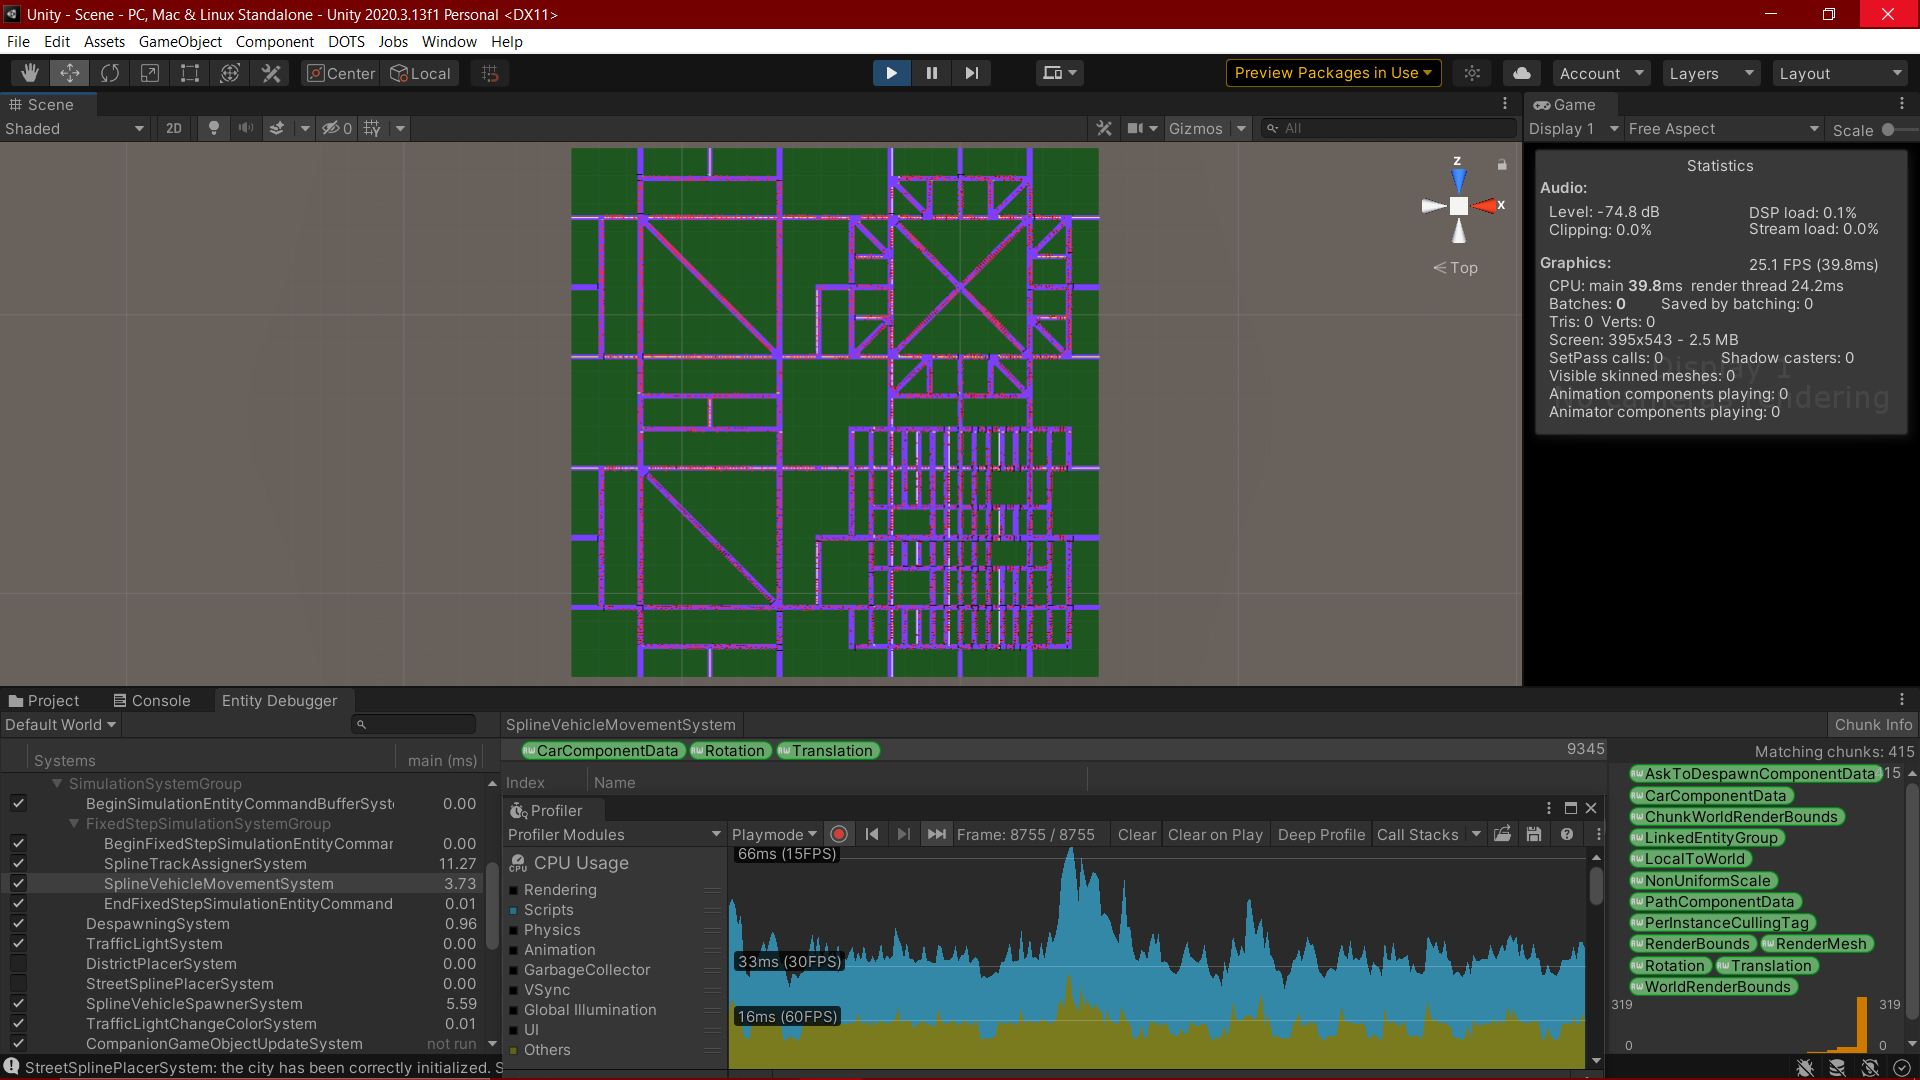 Unity - Scene - PC, Mac & Linux Standalone - Unity 2020.3.13f1 Personal <DX11>
File Edit Assets GameObject Component DOTS Jobs Window Help
Center Local Preview Packages in Use Account Layers Layout
Scene Game
Shaded 2D 0 Gizmos All Display 1 Free Aspect Scale
z
x
Top
Statistics
Audio:
Level: -74.8 dB DSP load: 0.1%
Clipping: 0.0% Stream load: 0.0%
Graphics: 25.1 FPS (39.8ms)
CPU: main 39.8ms render thread 24.2ms
Batches: 0 Saved by batching: 0
Tris: 0 Verts: 0
Screen: 395x543 - 2.5 MB
SetPass calls: 0 Shadow casters: 0
Visible skinned meshes: 0
Animation components playing: 0
Animator components playing: 0
Project Console Entity Debugger
Default World SplineVehicleMovementSystem Chunk Info
CarComponentData Rotation Translation 9345
Matching chunks: 415
Systems main (ms)
Index Name
SimulationSystemGroup
BeginSimulationEntityCommandBufferSyst
0.00
FixedStepSimulationSystemGroup
BeginFixedStepSimulationEntityCommar 0.00
SplineTrackAssignerSystem 11.27
SplineVehicleMovementSystem 3.73
EndFixedStepSimulationEntityCommand 0.01
DespawningSystem 0.96
TrafficLightSystem 0.00
DistrictPlacerSystem 0.00
StreetSplinePlacerSystem 0.00
SplineVehicleSpawnerSystem 5.59
TrafficLightChangeColorSystem 0.01
CompanionGameObjectUpdateSystem not run
StreetSplinePlacerSystem: the city has been correctly initialized. S
Profiler
Profiler Modules Playmode Frame: 8755 / 8755 Clear Clear on Play Deep Profile Call Stacks
CPU Usage
Rendering
Scripts
Physics
Animation
GarbageCollector
VSync
Global Illumination
UI
Others
66ms (15FPS)
33ms (30FPS)
16ms (60FPS)
AskToDespawnComponentData 415
CarComponentData
ChunkWorldRenderBounds
LinkedEntityGroup
LocalToWorld
NonUniformScale
PathComponentData
PerInstanceCullingTag
RenderBounds RenderMesh
Rotation Translation
WorldRenderBounds
319 319
0 0